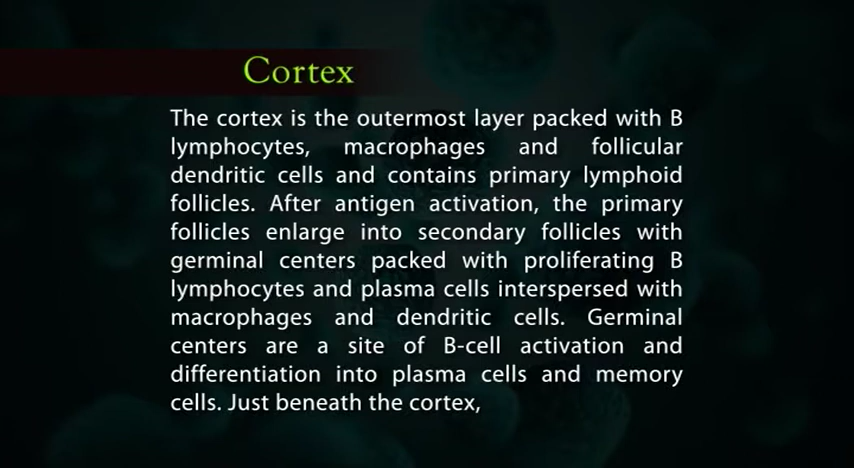 Cortex
The cortex is the outermost layer packed with B
lymphocytes, macrophages and follicular
dendritic cells and contains primary lymphoid
follicles. After antigen activation, the primary
follicles enlarge into secondary follicles with
germinal centers packed with proliferating B
lymphocytes and plasma cells interspersed with
macrophages and dendritic cells. Germinal
centers are a site of B-cell activation and
differentiation into plasma cells and memory
cells. Just beneath the cortex,